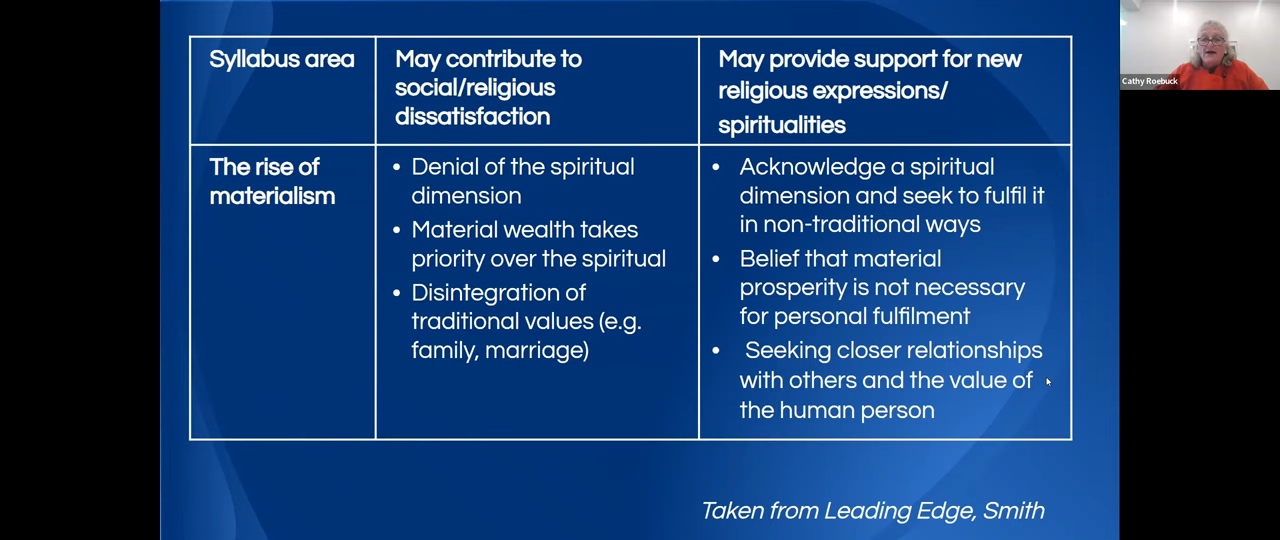 Syllabus area
May contribute to
social/religious
dissatisfaction
May provide support for new
religious expressions/
spiritualities
The rise of
materialism
• Denial of the spiritual
dimension
• Material wealth takes
priority over the spiritual
• Disintegration of
traditional values (e.g.
family, marriage)
• Acknowledge a spiritual
dimension and seek to fulfil it
in non-traditional ways
• Belief that material
prosperity is not necessary
for personal fulfilment
• Seeking closer relationships
with others and the value of
the human person
Taken from Leading Edge, Smith
Cathy Roebuck